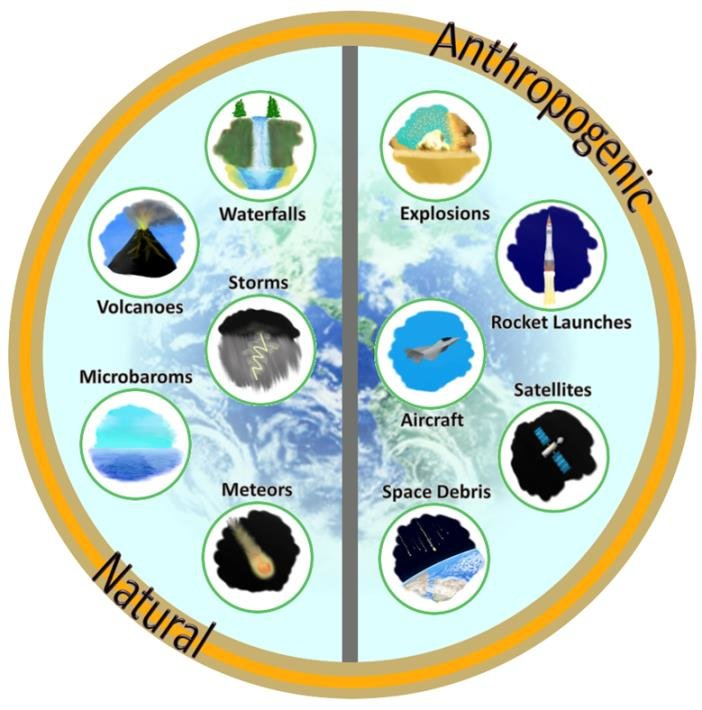 Anthropogenic
Waterfalls
Explosions
Volcanoes
Storms
Rocket Launches
Microbaroms
Aircraft
Satellites
Meteors
Space Debris
Natural